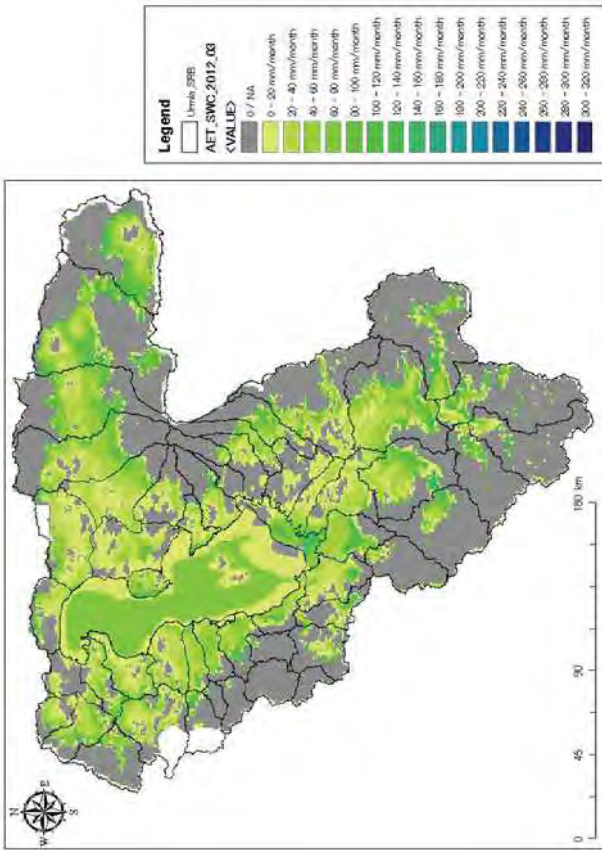 N
W E
S
Legend
Urmia_SRB
AET_SWC_2012_03
<VALUE>
0 / NA
0 - 20 mm/month
20 - 40 mm/month
40 - 60 mm/month
60 - 80 mm/month
80 - 100 mm/month
100 - 120 mm/month
120 - 140 mm/month
140 - 160 mm/month
160 - 180 mm/month
180 - 200 mm/month
200 - 220 mm/month
220 - 240 mm/month
240 - 260 mm/month
260 - 280 mm/month
280 - 300 mm/month
300 - 320 mm/month
0 45 90 180 km